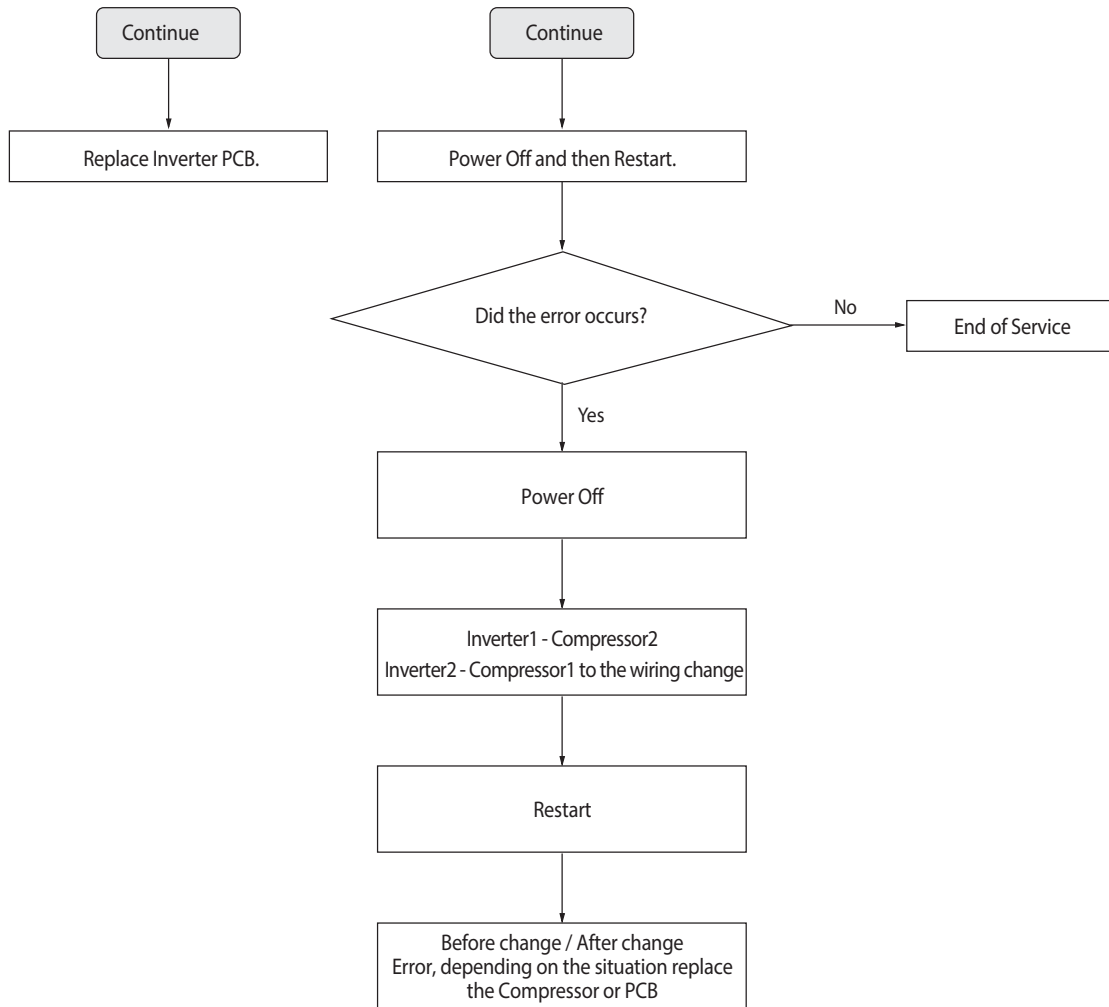 Continue
Continue
Replace Inverter PCB.
Power Off and then Restart.
Did the error occurs?
No
End of Service
Yes
Power Off
Inverter1 - Compressor2
Inverter2 - Compressor1 to the wiring change
Restart
Before change / After change
Error, depending on the situation replace
the Compressor or PCB